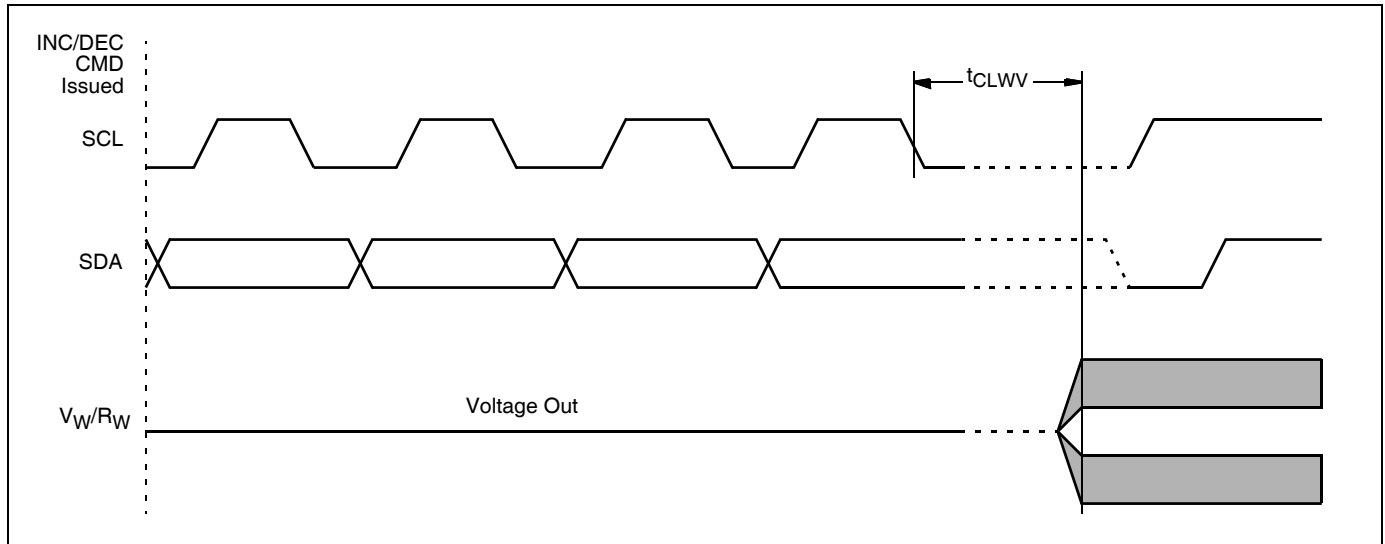 INC/DEC
CMD
Issued
tCLWV
SCL
SDA
Voltage Out
VW/RW